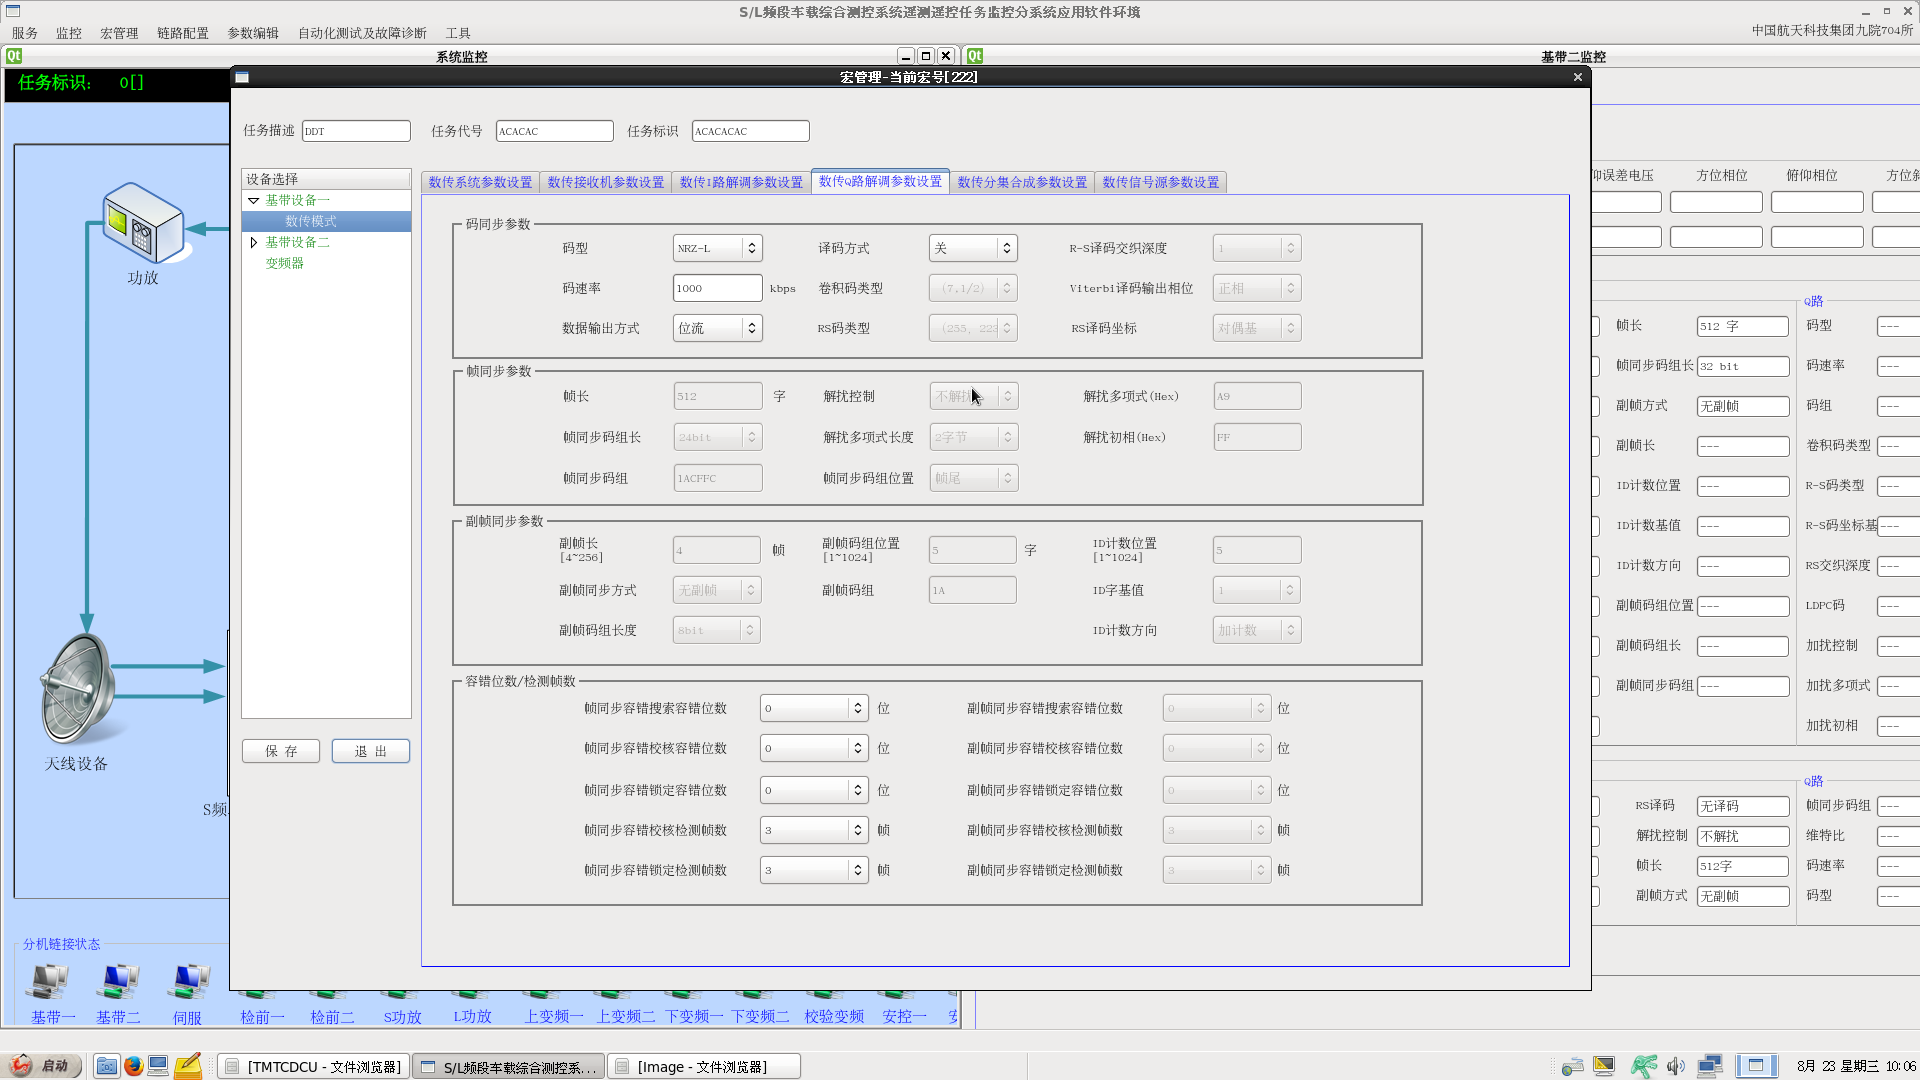 S/L频段车载综合测控系统遥测遥控任务监控分系统应用软件环境
服务 监控 宏管理 链路配置 参数编辑 自动化测试及故障诊断 工具 中国航天科技集团九院704所
系统监控 基带二监控
任务标识: 0[]
宏管理-当前宏号[222]
任务描述 DDT 任务代号 ACACAC 任务标识 ACACACAC
设备选择
基带设备一
数传模式
基带设备二
变频器
保 存 退 出
数传系统参数设置 数传接收机参数设置 数传I路解调参数设置 数传Q路解调参数设置 数传分集合成参数设置 数传信号源参数设置
码同步参数
码型 NRZ-L 译码方式 关 R-S译码交织深度 1
码速率 1000 kbps 卷积码类型 (7,1/2) Viterbi译码输出相位 正相
数据输出方式 位流 RS码类型 (255, 223 RS译码坐标 对偶基
帧同步参数
帧长 512 字 解扰控制 不解扰 解扰多项式(Hex) A9
帧同步码组长 24bit 解扰多项式长度 2字节 解扰初相(Hex) FF
帧同步码组 1ACFFC 帧同步码组位置 帧尾
副帧同步参数
副帧长 [4~256] 4 帧 副帧码组位置 [1~1024] 5 字 ID计数位置 [1~1024] 5
副帧同步方式 无副帧 副帧码组 1A ID字基值 1
副帧码组长度 8bit ID计数方向 加计数
容错位数/检测帧数
帧同步容错搜索容错位数 0 位 副帧同步容错搜索容错位数 0 位
帧同步容错校核容错位数 0 位 副帧同步容错校核容错位数 0 位
帧同步容错锁定容错位数 0 位 副帧同步容错锁定容错位数 0 位
帧同步容错校核检测帧数 3 帧 副帧同步容错校核检测帧数 3 帧
帧同步容错锁定检测帧数 3 帧 副帧同步容错锁定检测帧数 3 帧
功放
天线设备
S频
仰误差电压 方位相位 俯仰相位 方位
Q路
帧长 512 字 码型 ---
帧同步码组长 32 bit 码速率 ---
副帧方式 无副帧 码组 ---
副帧长 --- 卷积码类型 ---
ID计数位置 --- R-S码类型 ---
ID计数基值 --- R-S码坐标基 ---
ID计数方向 --- RS交织深度 ---
副帧码组位置 --- LDPC码 ---
副帧码组长 --- 加扰控制 ---
副帧同步码组 --- 加扰多项式 ---
加扰初相 ---
Q路
RS译码 无译码 帧同步码组 ---
解扰控制 不解扰 维特比 ---
帧长 512字 码速率 ---
副帧方式 无副帧 码型 ---
分机链接状态
基带一 基带二 伺服 检前一 检前二 S功放 L功放 上变频一 上变频二 下变频一 下变频二 校验变频 安控一
启动 [TMTCDCU - 文件浏览器] S/L频段车载综合测控系... [Image - 文件浏览器] 8月 23 星期三 10:06